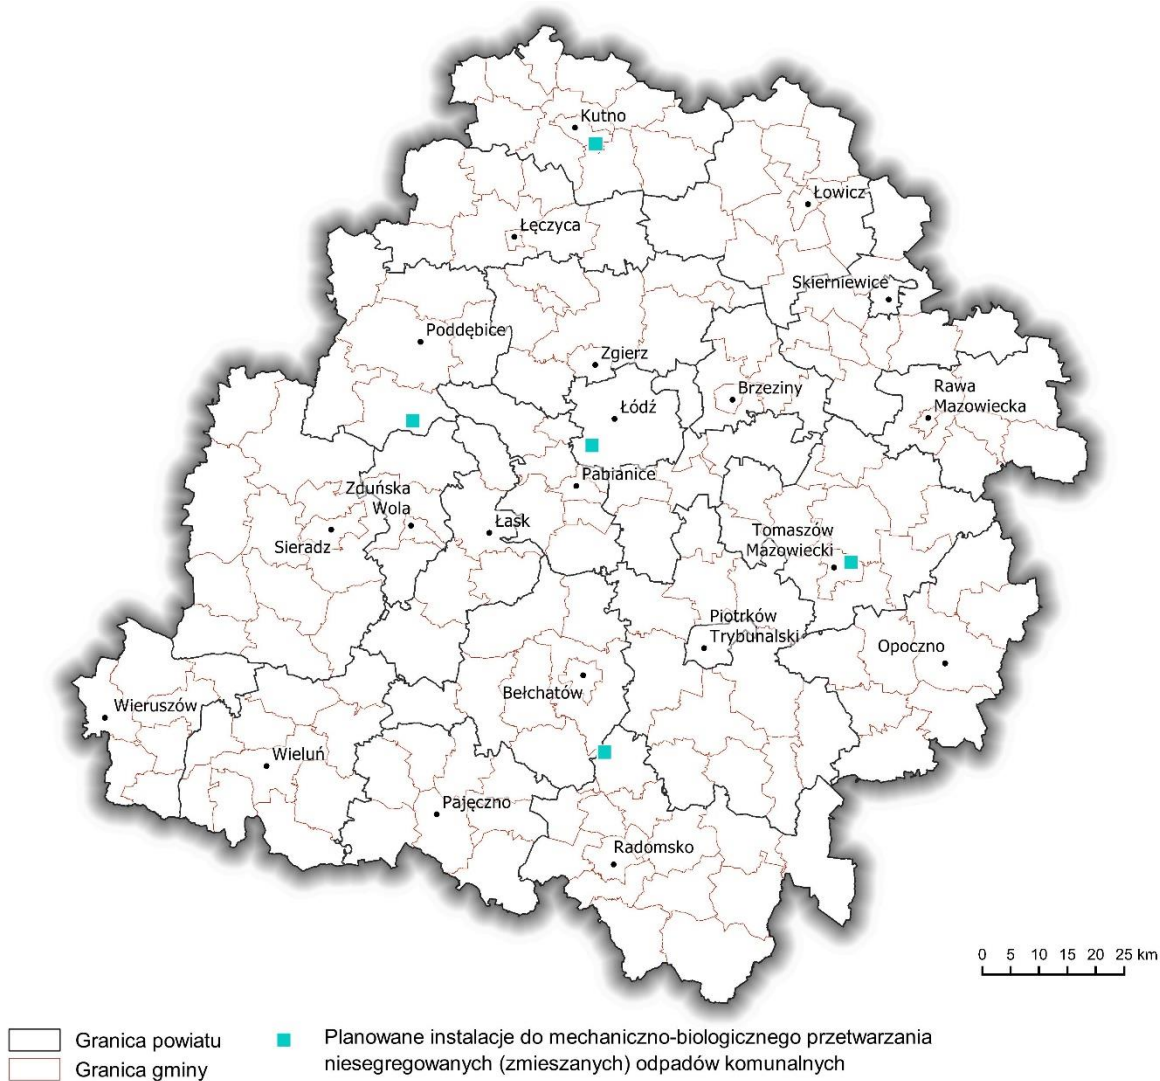 Kutno
Łowicz
Łęczyca
Skierniewice
Poddębice
Zgierz
Brzeziny
Rawa
Mazowiecka
Łódź
Pabianice
Zduńska
Wola
Łask
Sieradz
Tomaszów
Mazowiecki
Piotrków
Trybunalski
Opoczno
Bełchatów
Wieruszów
Wieluń
Pajęczno
Radomsko
0 5 10 15 20 25 km
Granica powiatu
Granica gminy
Planowane instalacje do mechaniczno-biologicznego przetwarzania
niesegregowanych (zmieszanych) odpadów komunalnych